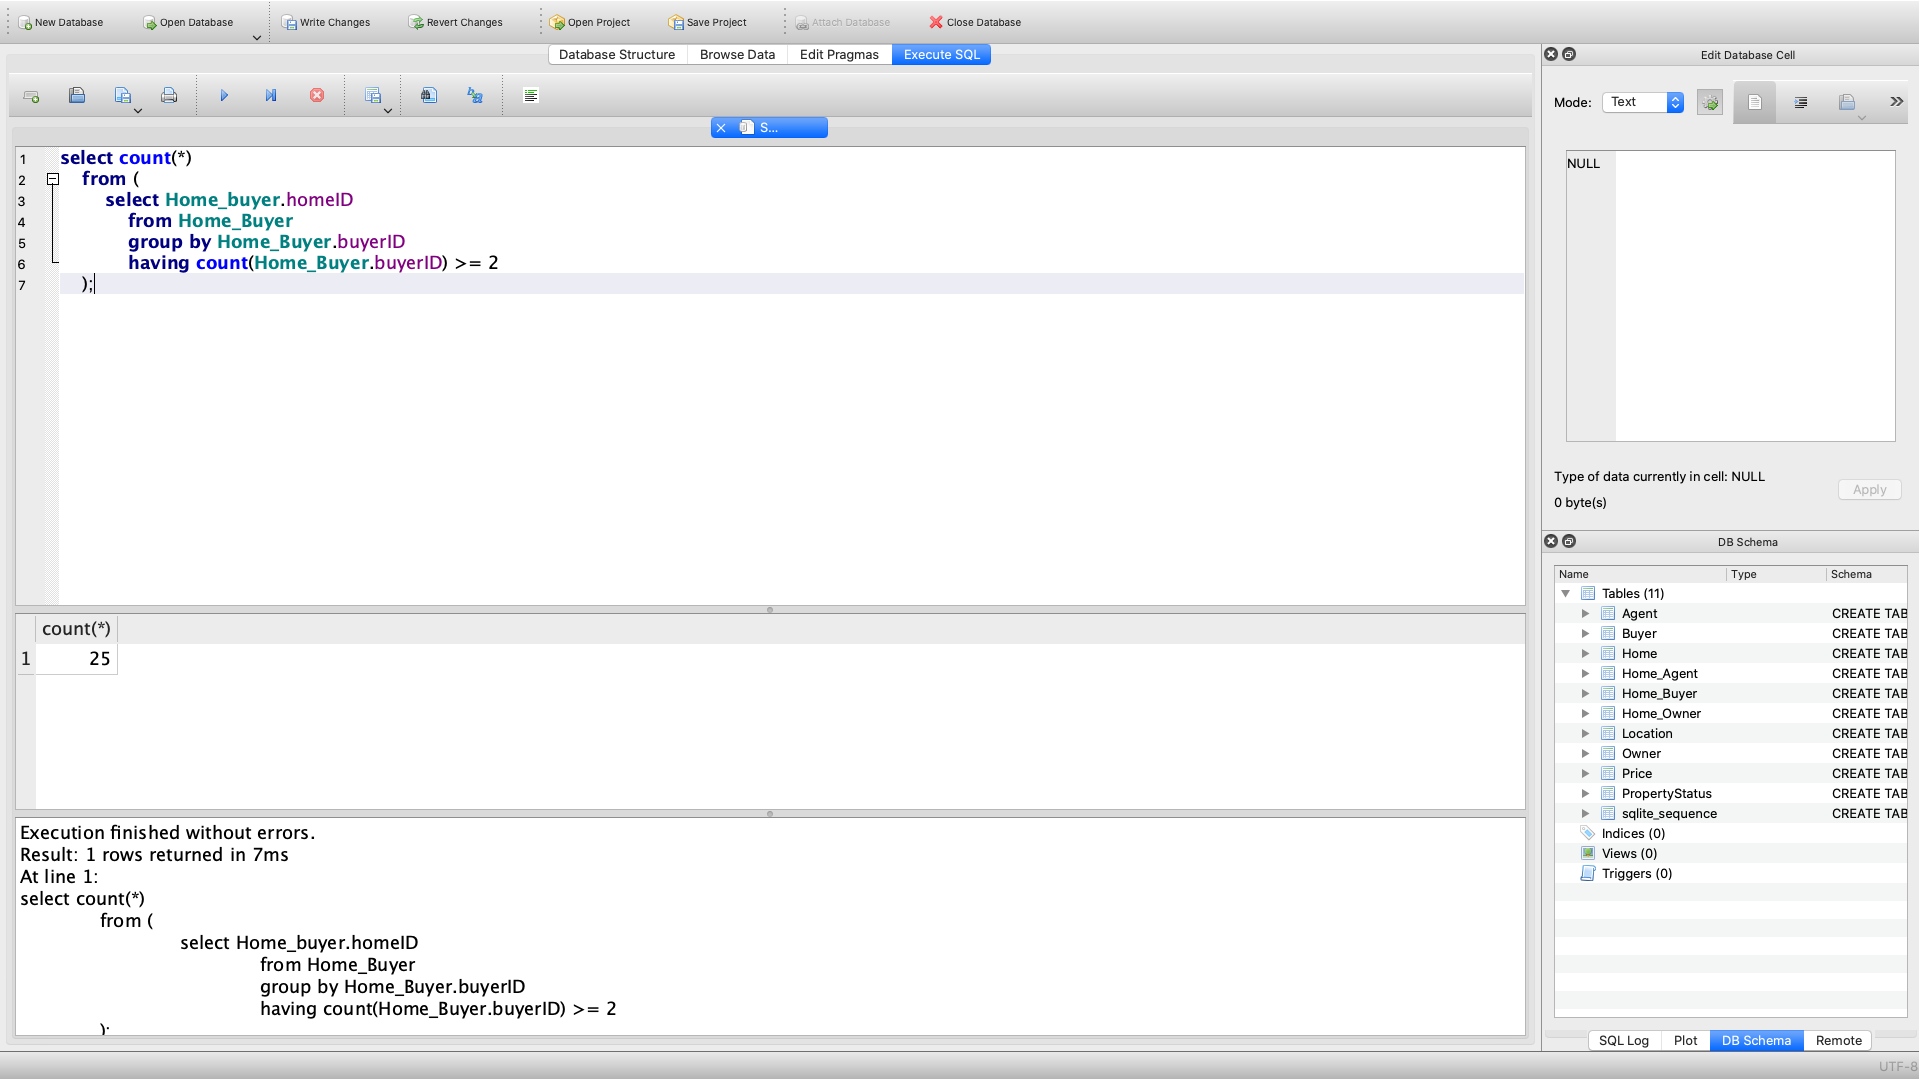 New Database Open Database Write Changes Revert Changes Open Project Save Project Attach Database Close Database
Database Structure Browse Data Edit Pragmas Execute SQL
S...
1 select count(*)
2 from (
3 select Home_buyer.homeID
4 from Home_Buyer
5 group by Home_Buyer.buyerID
6 having count(Home_Buyer.buyerID) >= 2
7 );
count(*)
1 25
Execution finished without errors.
Result: 1 rows returned in 7ms
At line 1:
select count(*)
from (
select Home_buyer.homeID
from Home_Buyer
group by Home_Buyer.buyerID
having count(Home_Buyer.buyerID) >= 2
);
Edit Database Cell
Mode: Text
NULL
Type of data currently in cell: NULL
Apply
0 byte(s)
DB Schema
Name Type Schema
Tables (11)
Agent CREATE TAB
Buyer CREATE TAB
Home CREATE TAB
Home_Agent CREATE TAB
Home_Buyer CREATE TAB
Home_Owner CREATE TAB
Location CREATE TAB
Owner CREATE TAB
Price CREATE TAB
PropertyStatus CREATE TAB
sqlite_sequence CREATE TAB
Indices (0)
Views (0)
Triggers (0)
SQL Log Plot DB Schema Remote
UTF-8